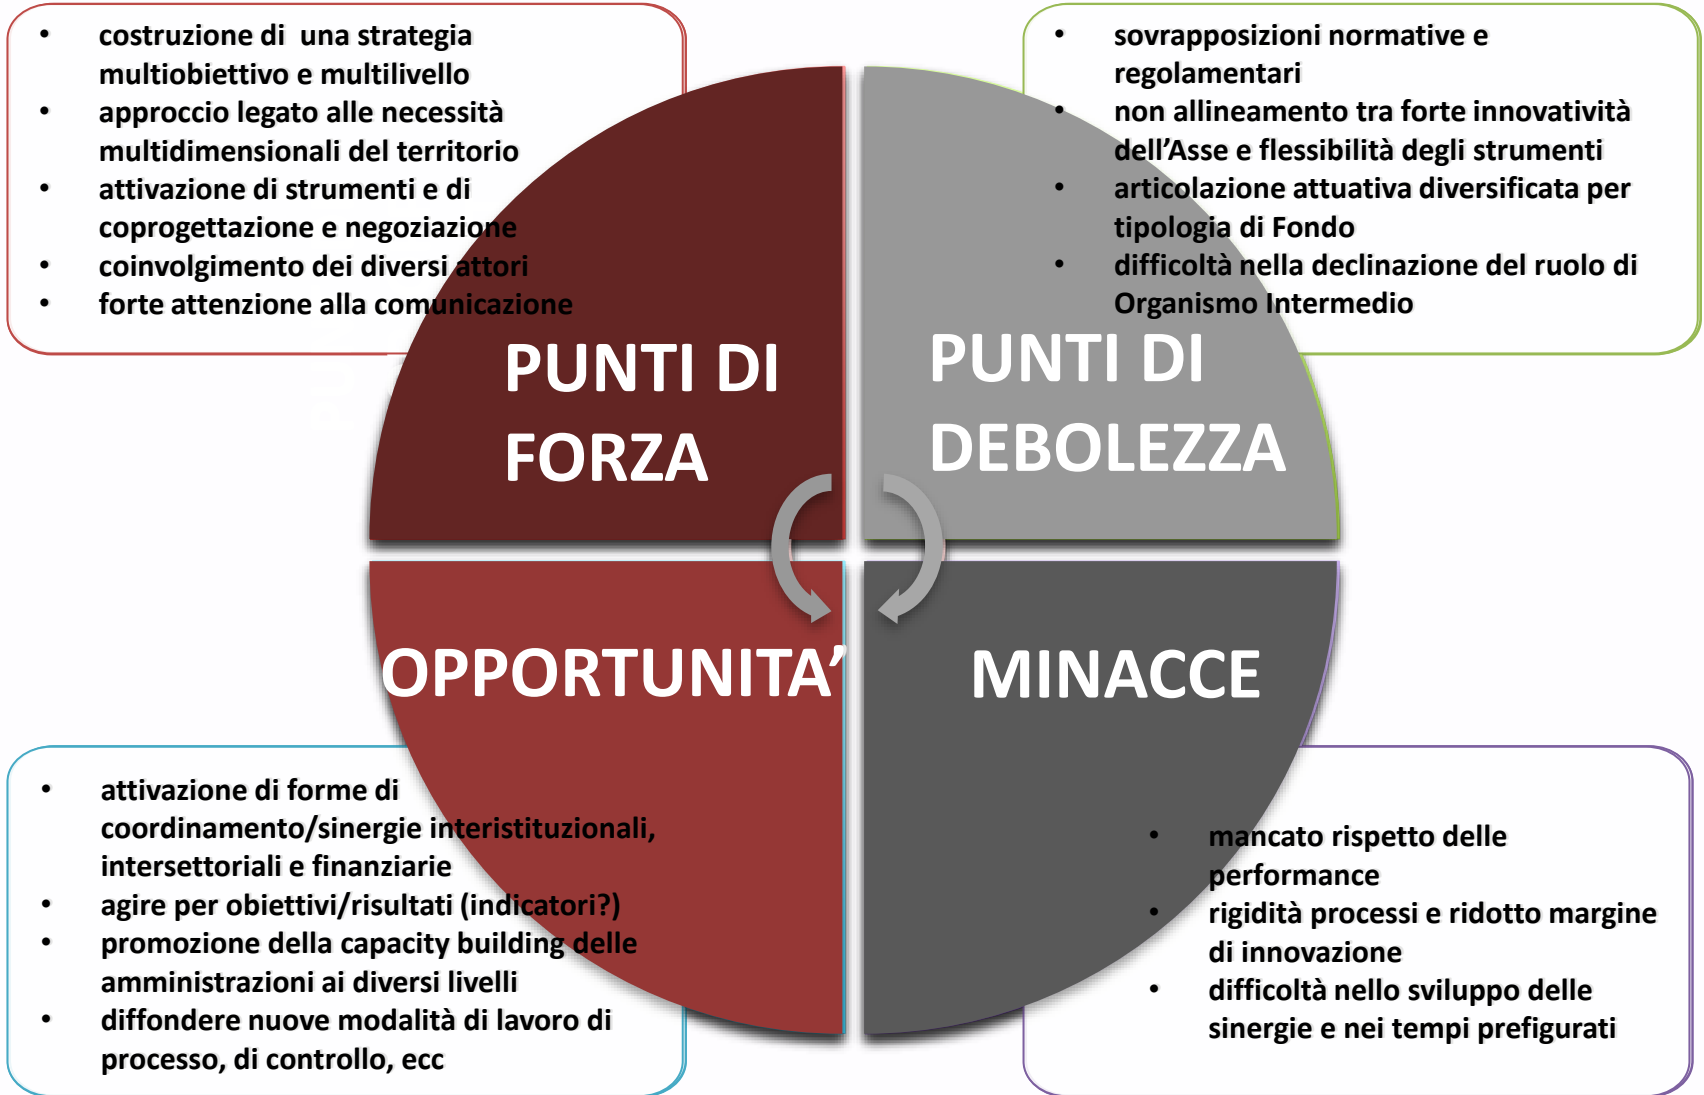 • costruzione di una strategia
multiobiettivo e multilivello
• approccio legato alle necessità
multidimensionali del territorio
• attivazione di strumenti e di
coprogettazione e negoziazione
• coinvolgimento dei diversi attori
• forte attenzione alla comunicazione
• sovrapposizioni normative e
regolamentari
• non allineamento tra forte innovatività
dell’Asse e flessibilità degli strumenti
• articolazione attuativa diversificata per
tipologia di Fondo
• difficoltà nella declinazione del ruolo di
Organismo Intermedio
PUNTI DI
FORZA
PUNTI DI
DEBOLEZZA
OPPORTUNITA’
MINACCE
• attivazione di forme di
coordinamento/sinergie interistituzionali,
intersettoriali e finanziarie
• agire per obiettivi/risultati (indicatori?)
• promozione della capacity building delle
amministrazioni ai diversi livelli
• diffondere nuove modalità di lavoro di
processo, di controllo, ecc
• mancato rispetto delle
performance
• rigidità processi e ridotto margine
di innovazione
• difficoltà nello sviluppo delle
sinergie e nei tempi prefigurati